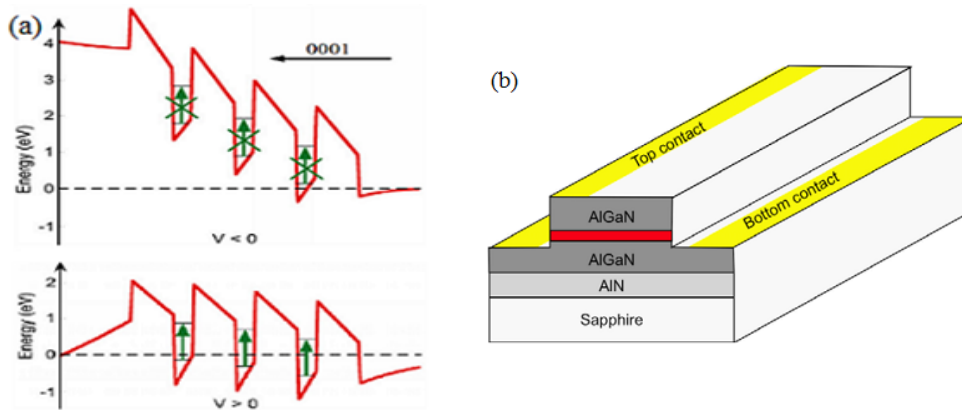 (a)
Energy (eV)
4
3
2
1
0
-1
0001
V < 0
Energy (eV)
2
1
0
-1
V > 0
(b)
Top contact
Bottom contact
AlGaN
AlGaN
AlN
Sapphire